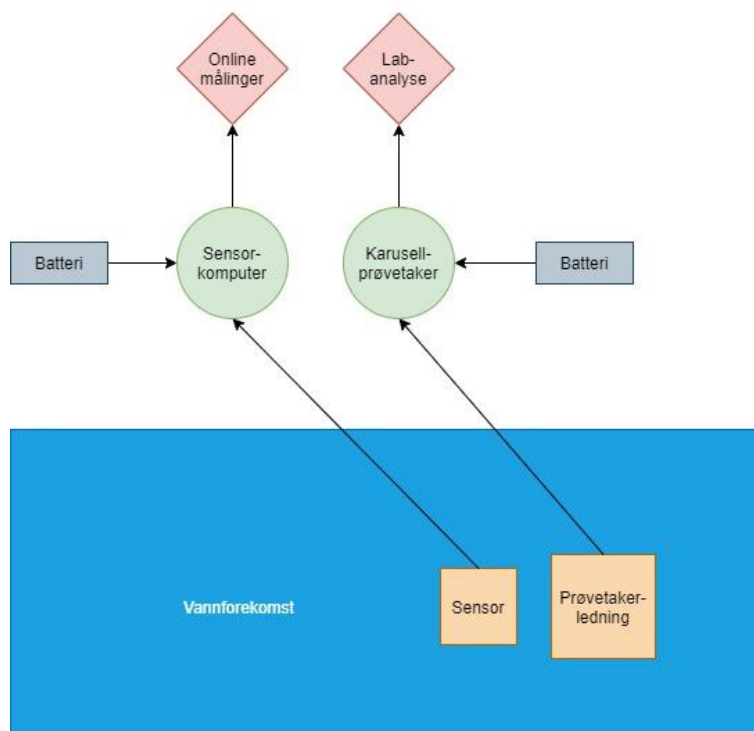 Online
målinger
Lab-
analyse
Batteri
Sensor-
komputer
Karusell-
prøvetaker
Batteri
Vannforekomst
Sensor
Prøvetaker-
ledning